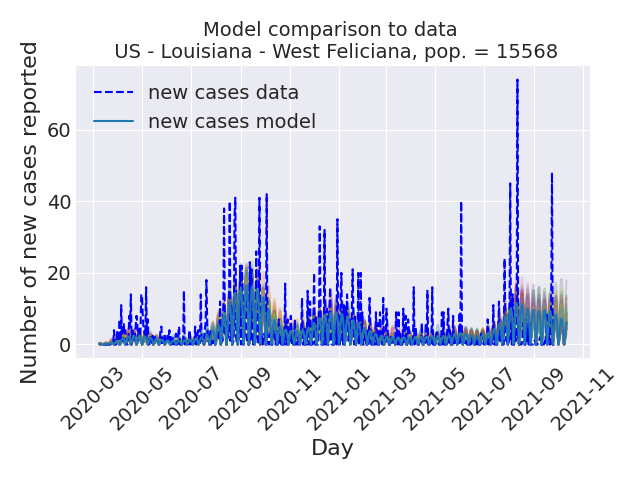 Model comparison to data
US - Louisiana - West Feliciana, pop. = 15568
Number of new cases reported
new cases data
new cases model
60
40
20
0
2020-03
2020-05
2020-07
2020-09
2020-11
2021-01
2021-03
2021-05
2021-07
2021-09
2021-11
Day